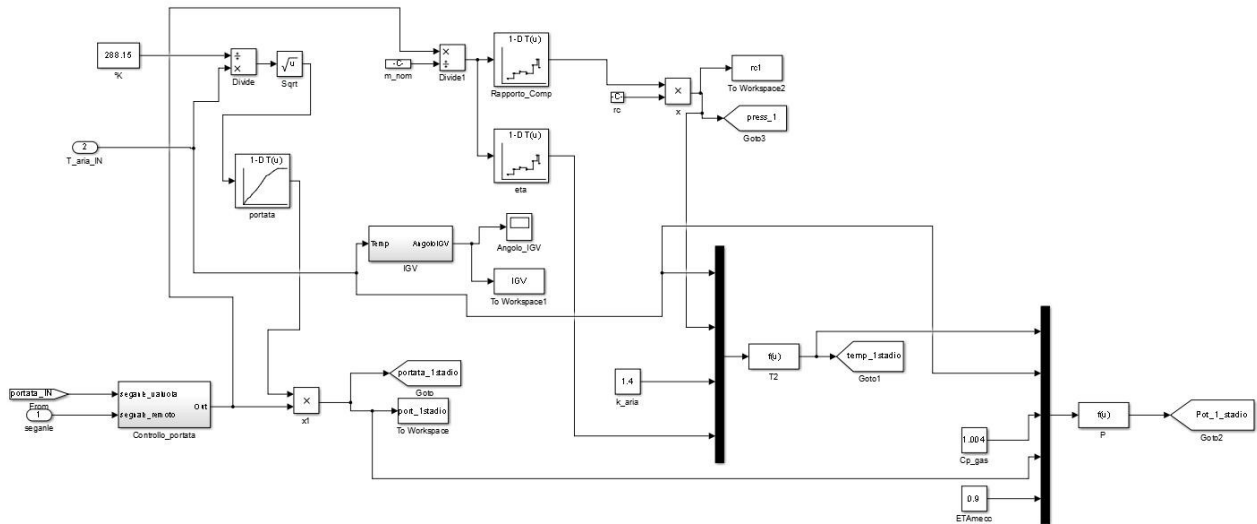 288.15
°K
÷
×
Divide
√u
Sqrt
2
T_aria_IN
1-D T(u)
portata
-C-
m_nom
×
÷
Divide1
1-D T(u)
Rapporto_Comp
1-D T(u)
eta
-C-
rc
×
x
rc1
To Workspace2
press_1
Goto3
Temp
AngoloIGV
IGV
Angolo_IGV
IGV
To Workspace1
portata_IN
From
1
seganle
seganle_valvola
segnale_remoto
Out
Controllo_portata
×
x1
portata_1stadio
Goto
port_1stadio
To Workspace
1.4
k_aria
f(u)
T2
temp_1stadio
Goto1
1.004
Cp_gas
0.9
ETAmecc
f(u)
P
Pot_1_stadio
Goto2